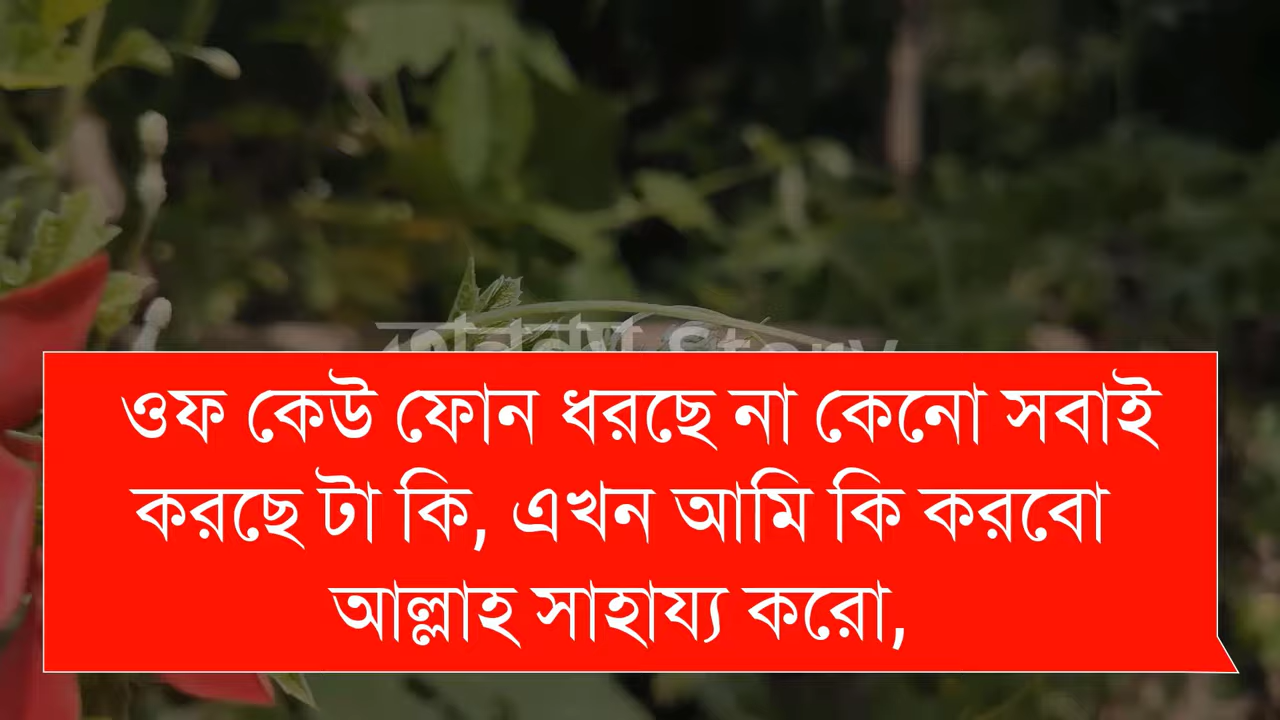 ওফ কেউ ফোন ধরছে না কেনো সবাই
করছে টা কি, এখন আমি কি করবো
আল্লাহ সাহায্য করো,